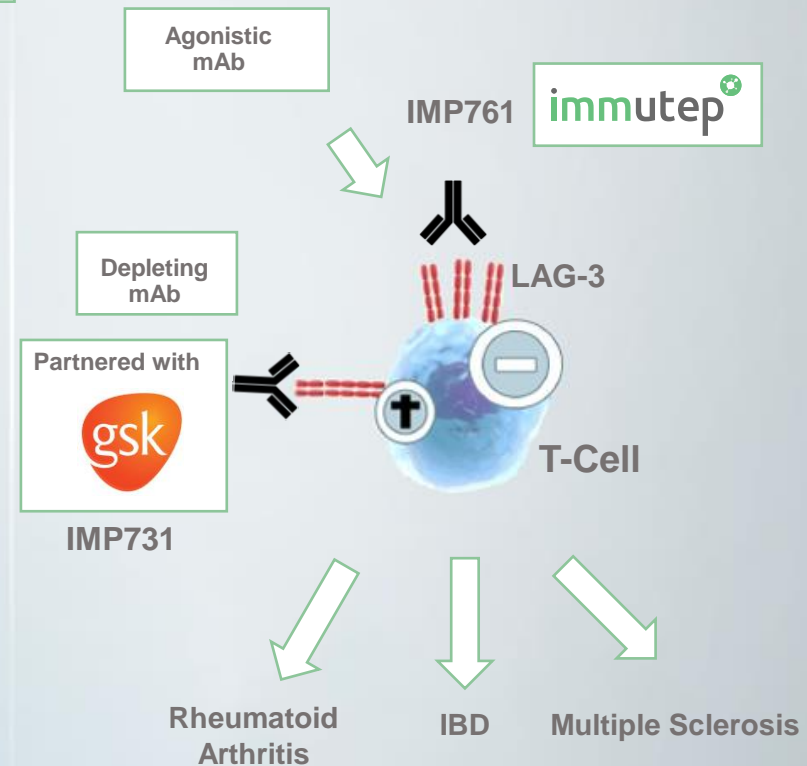 Agonistic
mAb
IMP761
immutep
Depleting
mAb
LAG-3
Partnered with
gsk
T-Cell
IMP731
Rheumatoid
Arthritis
IBD
Multiple Sclerosis